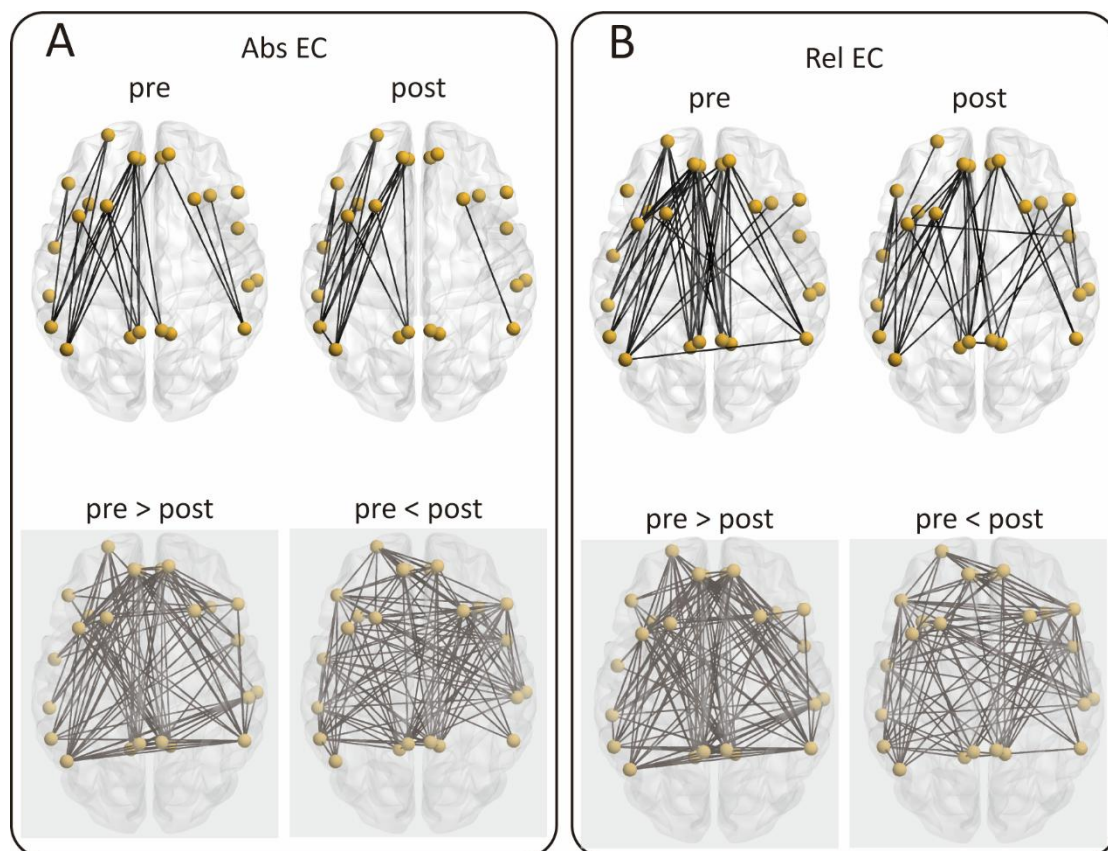 A
Abs EC
pre
post
pre > post
pre < post
B
Rel EC
pre
post
pre > post
pre < post